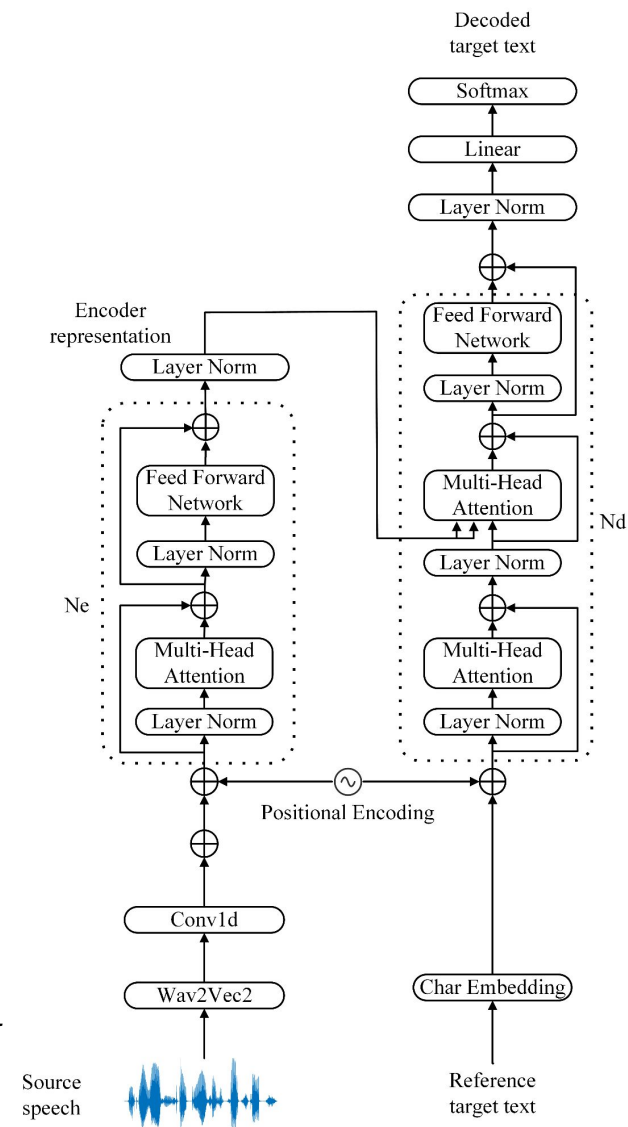 Decoded
target text
Softmax
Linear
Layer Norm
Feed Forward
Network
Layer Norm
Multi-Head
Attention
Nd
Layer Norm
Multi-Head
Attention
Layer Norm
Encoder
representation
Layer Norm
Feed Forward
Network
Layer Norm
Ne
Multi-Head
Attention
Layer Norm
Positional Encoding
Conv1d
Wav2Vec2
Char Embedding
Source
speech
Reference
target text